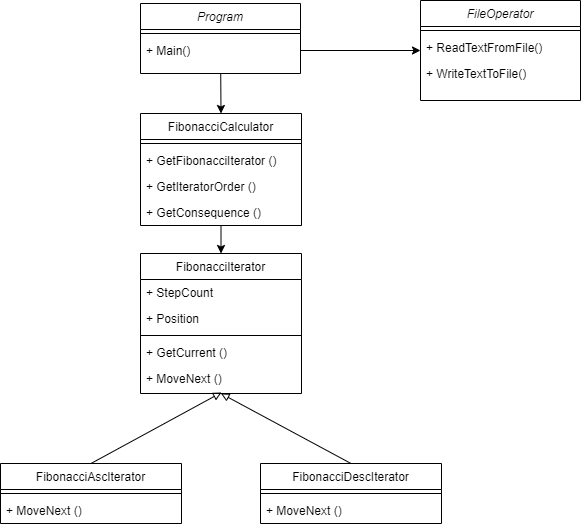 Program
+ Main()
FileOperator
+ ReadTextFromFile()
+ WriteTextToFile()
FibonacciCalculator
+ GetFibonacciIterator ()
+ GetIteratorOrder ()
+ GetConsequence ()
FibonacciIterator
+ StepCount
+ Position
+ GetCurrent ()
+ MoveNext ()
FibonacciAscIterator
+ MoveNext ()
FibonacciDescIterator
+ MoveNext ()